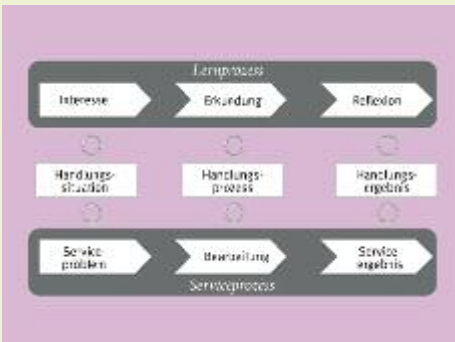 Lernprozess
Interesse
Erkundung
Reflexion
Handlungs-
situation
Handlungs-
prozess
Handlungs-
ergebnis
Service
problem
Bearbeitung
Service
ergebnis
Serviceprozess